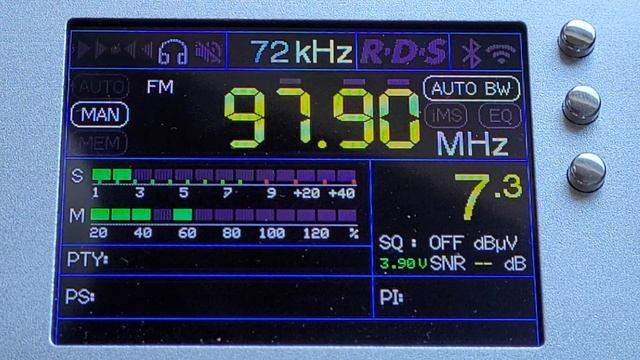 72 kHz R·D·S
AUTO FM 97.90 AUTO BW
MAN iMS EQ
MEM MHz
S 1 3 5 7 9 +20 +40 7.3
M 20 40 60 80 100 120 %
SQ : OFF dBµV
PTY: 3.90V SNR -- dB
PS: PI: